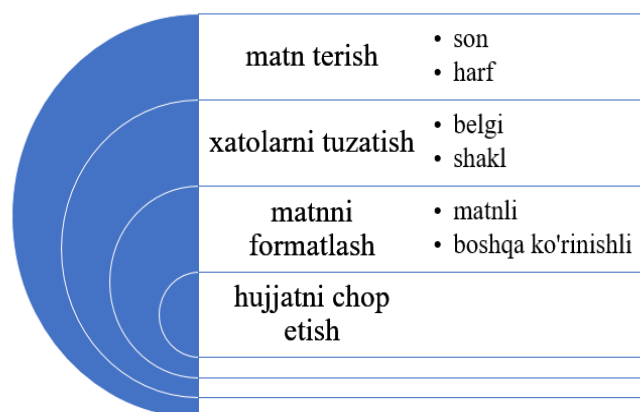 matn terish
• son
• harf
xatolarni tuzatish
• belgi
• shakl
matnni
formatlash
• matnli
• boshqa ko'rinishli
hujjatni chop
etish